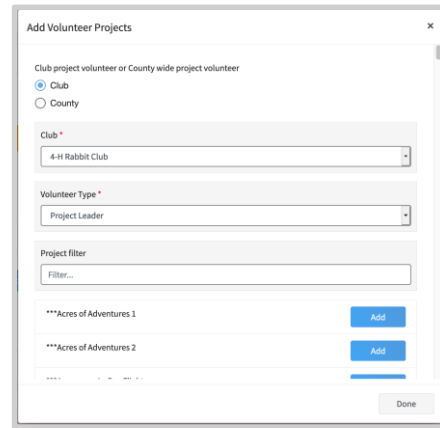 Add Volunteer Projects ×
Club project volunteer or County wide project volunteer
Club
County
Club *
4-H Rabbit Club
Volunteer Type *
Project Leader
Project filter
Filter...
***Acres of Adventures 1 Add
***Acres of Adventures 2 Add
Done